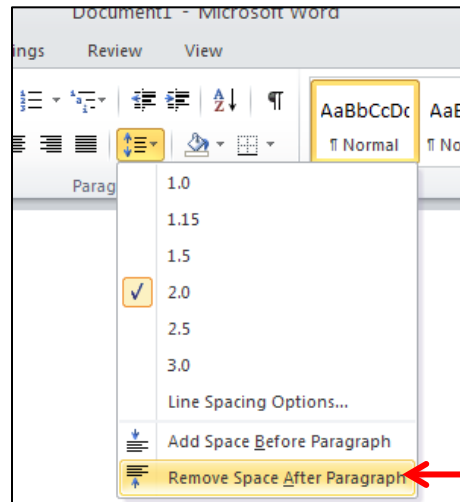 Document1 - Microsoft Word
ings Review View
AaBbCcDc AaB
¶ Normal ¶ No
Parag
1.0
1.15
1.5
2.0
2.5
3.0
Line Spacing Options...
Add Space Before Paragraph
Remove Space After Paragraph